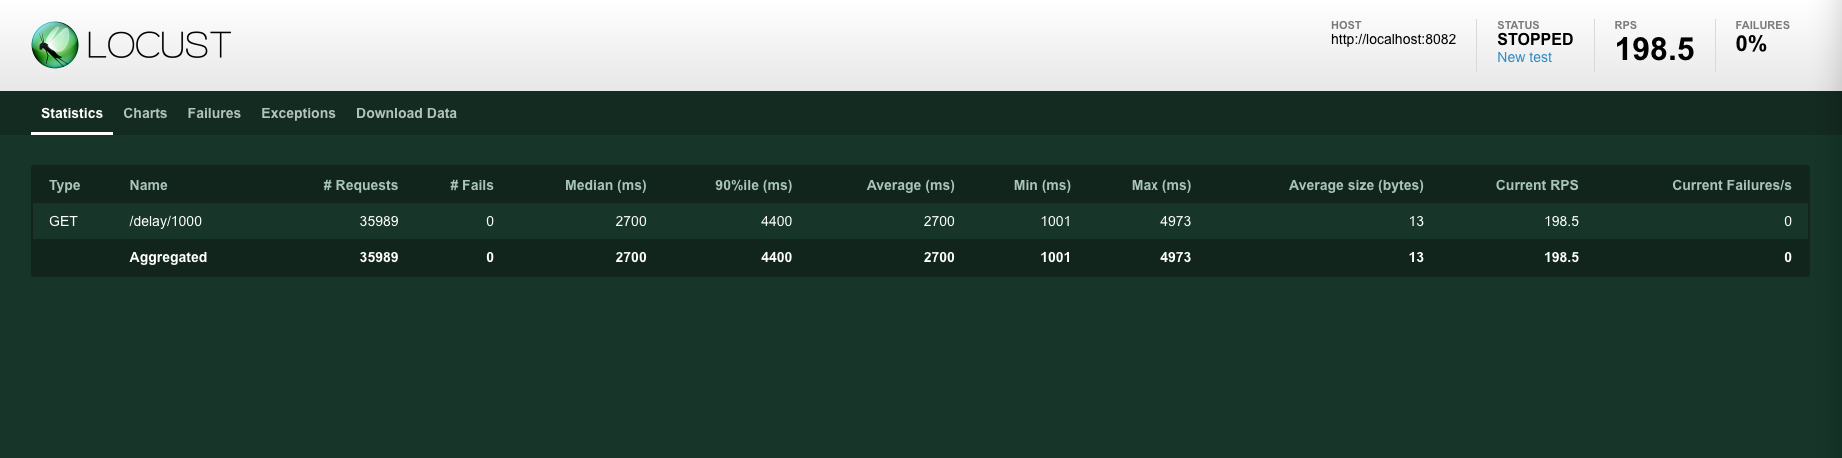 LOCUST
HOST
http://localhost:8082
STATUS
STOPPED
New test
RPS
198.5
FAILURES
0%
Statistics Charts Failures Exceptions Download Data
Type Name # Requests # Fails Median (ms) 90%ile (ms) Average (ms) Min (ms) Max (ms) Average size (bytes) Current RPS Current Failures/s
GET /delay/1000 35989 0 2700 4400 2700 1001 4973 13 198.5 0
Aggregated 35989 0 2700 4400 2700 1001 4973 13 198.5 0